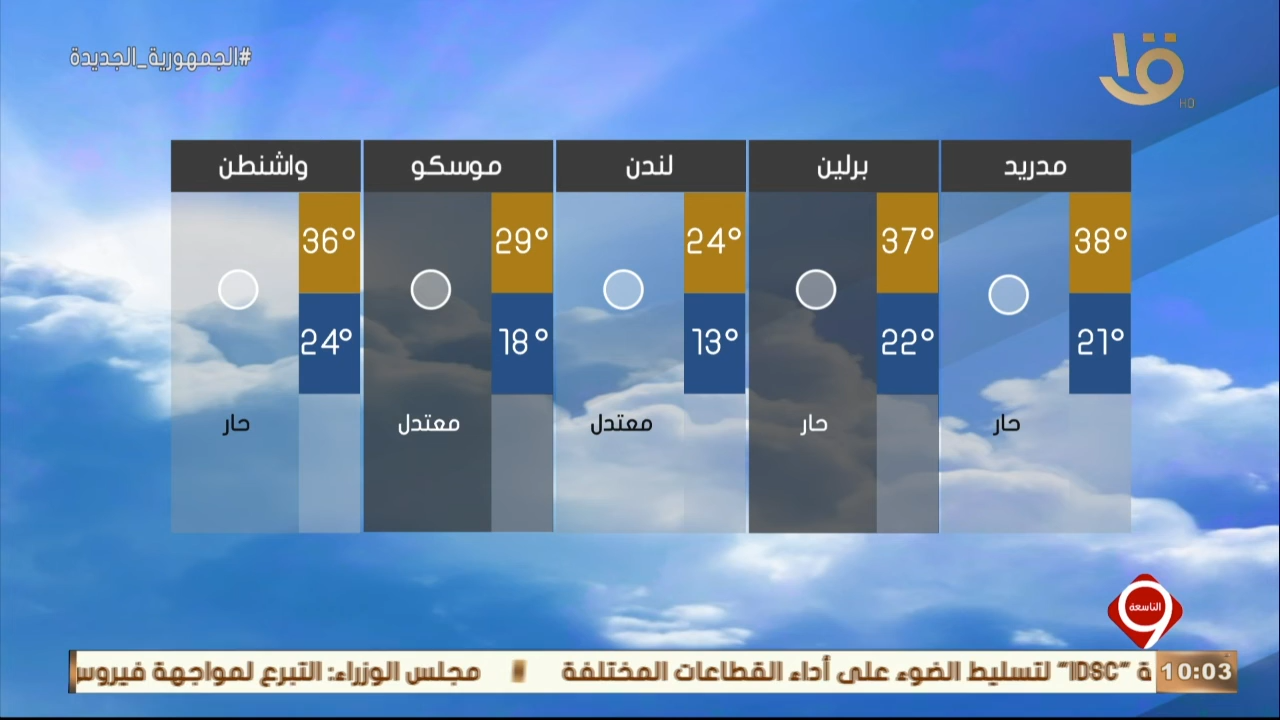 #الجمهورية_الجديدة
HD
مدريد
38°
21°
حار
برلين
37°
22°
حار
لندن
24°
13°
معتدل
موسكو
29°
18°
معتدل
واشنطن
36°
24°
حار
التاسعة
9
10:03
ة "IDSC" لتسليط الضوء على أداء القطاعات المختلفة
مجلس الوزراء: التبرع لمواجهة فيروس